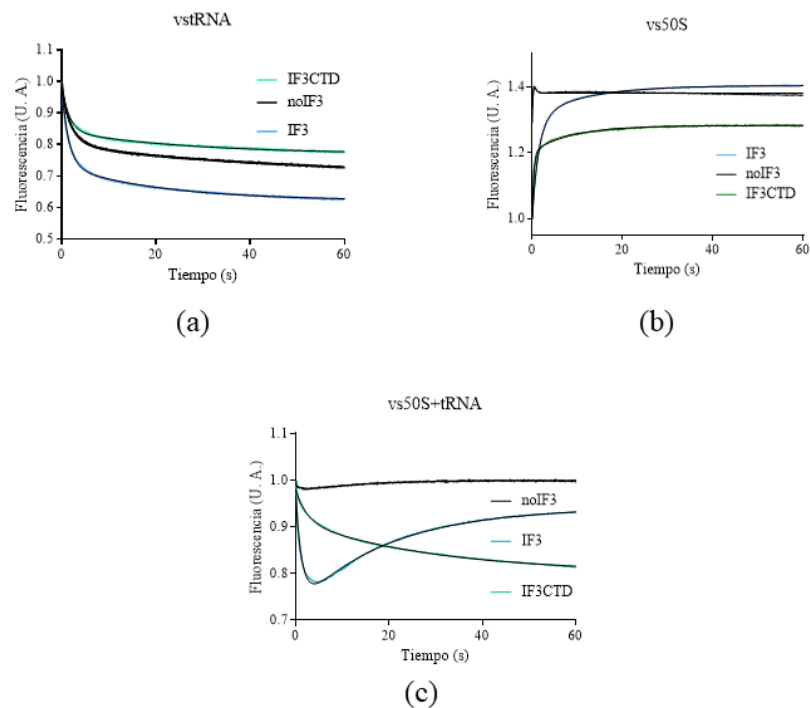 vstRNA
Fluorescencia (U. A.)
1.1
1.0
0.9
0.8
0.7
0.6
0.5
0
20
40
60
Tiempo (s)
IF3CTD
noIF3
IF3
(a)
vs50S
Fluorescencia (U. A.)
1.4
1.2
1.0
0
20
40
60
Tiempo (s)
IF3
noIF3
IF3CTD
(b)
vs50S+tRNA
Fluorescencia (U. A.)
1.1
1.0
0.9
0.8
0.7
0
20
40
60
Tiempo (s)
noIF3
IF3
IF3CTD
(c)